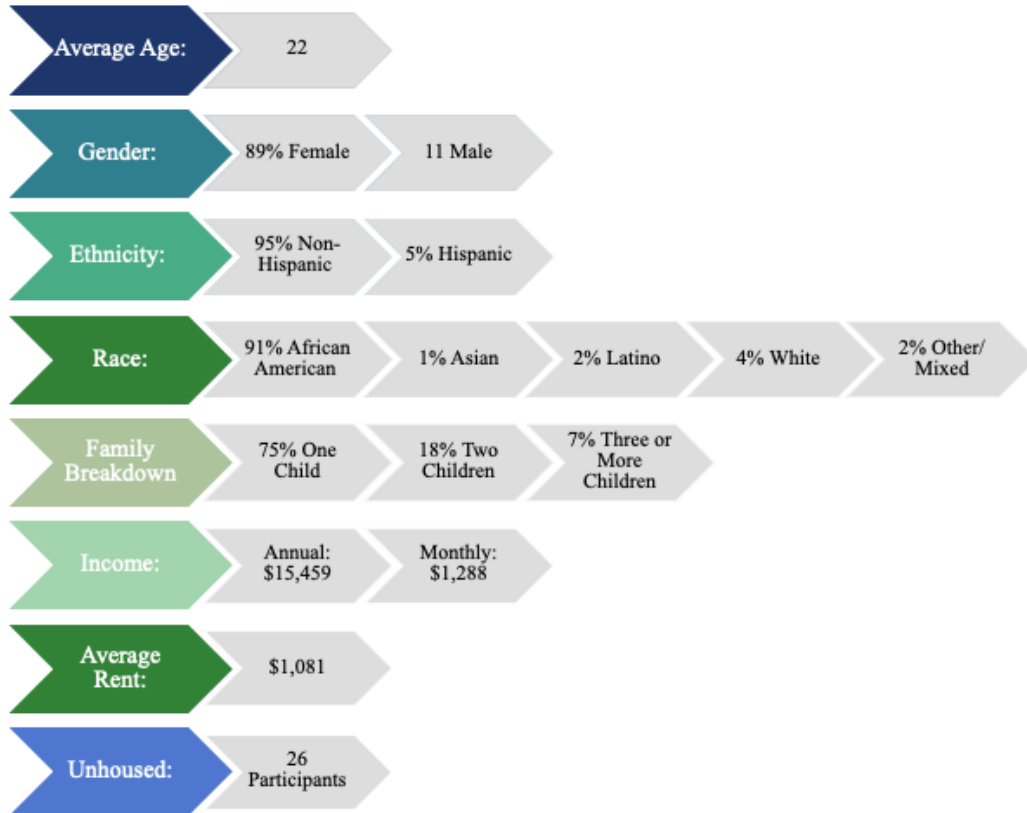 Average Age:
22
Gender:
89% Female
11 Male
Ethnicity:
95% Non-
Hispanic
5% Hispanic
Race:
91% African
American
1% Asian
2% Latino
4% White
2% Other/
Mixed
Family
Breakdown
75% One
Child
18% Two
Children
7% Three or
More
Children
Income:
Annual:
$15,459
Monthly:
$1,288
Average
Rent:
$1,081
Unhoused:
26
Participants